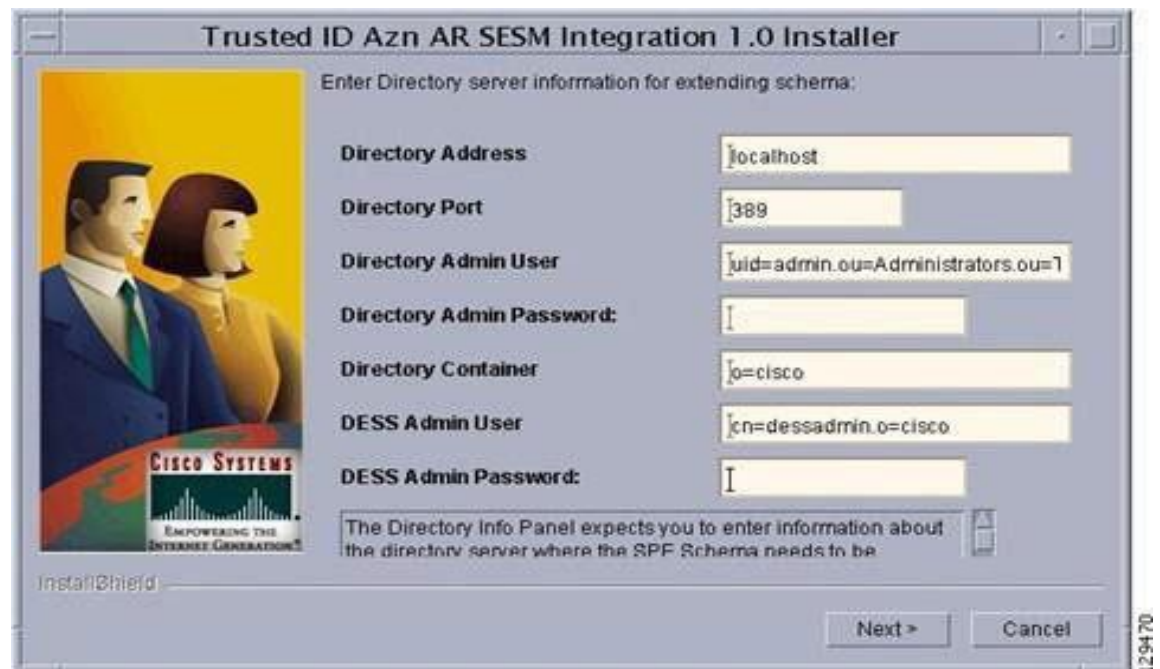 Trusted ID Azn AR SESM Integration 1.0 Installer
Enter Directory server information for extending schema:
Directory Address
localhost
Directory Port
389
Directory Admin User
uid=admin.ou=Administrators.ou=T
Directory Admin Password:
Directory Container
o=cisco
DESS Admin User
cn=dessadmin.o=cisco
DESS Admin Password:
CISCO SYSTEMS
EMPOWERING THE
INTERNET GENERATION
The Directory Info Panel expects you to enter information about
the directory server where the SPE Schema needs to be
InstallShield
Next >
Cancel
129470